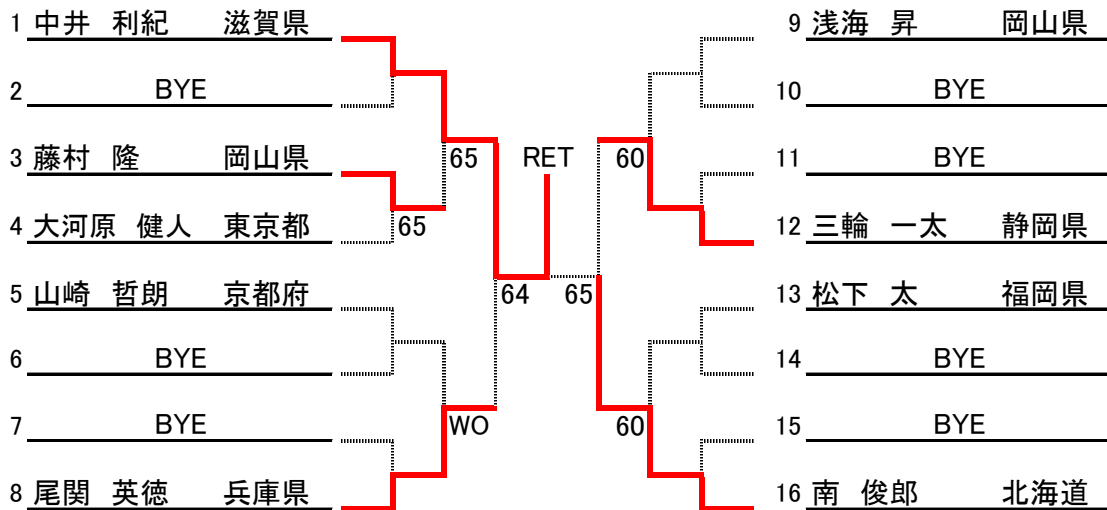 1 中井 利紀 滋賀県
2 BYE
3 藤村 隆 岡山県
4 大河原 健人 東京都
5 山崎 哲朗 京都府
6 BYE
7 BYE
8 尾関 英徳 兵庫県
65
65
64
WO
RET
60
65
60
9 浅海 昇 岡山県
10 BYE
11 BYE
12 三輪 一太 静岡県
13 松下 太 福岡県
14 BYE
15 BYE
16 南 俊郎 北海道